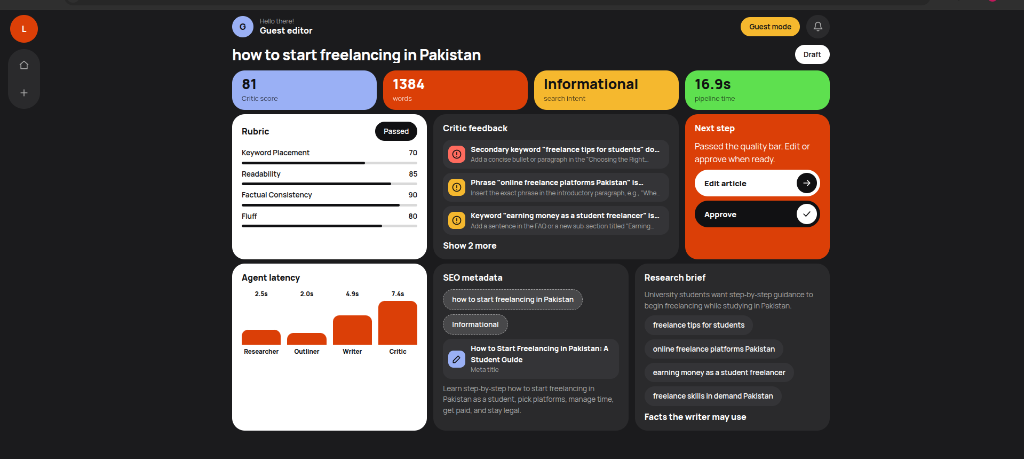 L
G
Hello there!
Guest editor
Guest mode
how to start freelancing in Pakistan
Draft
81
Critic score
1384
words
Informational
search intent
16.9s
pipeline time
Rubric
Passed
Keyword Placement
70
Readability
85
Factual Consistency
90
Fluff
80
Critic feedback
Secondary keyword "freelance tips for students" do...
Add a concise bullet or paragraph in the "Choosing the Right...
Phrase "online freelance platforms Pakistan" is...
Insert the exact phrase in the introductory paragraph, e.g., "Whe...
Keyword "earning money as a student freelancer" is...
Add a sentence in the FAQ or a new sub-section titled "Earning...
Show 2 more
Next step
Passed the quality bar. Edit or
approve when ready.
Edit article
Approve
Agent latency
2.5s
2.0s
4.9s
7.4s
Researcher
Outliner
Writer
Critic
SEO metadata
how to start freelancing in Pakistan
Informational
How to Start Freelancing in Pakistan: A
Student Guide
Meta title
Learn step-by-step how to start freelancing in
Pakistan as a student, pick platforms, manage time,
get paid, and stay legal.
Research brief
University students want step-by-step guidance to
begin freelancing while studying in Pakistan.
freelance tips for students
online freelance platforms Pakistan
earning money as a student freelancer
freelance skills in demand Pakistan
Facts the writer may use